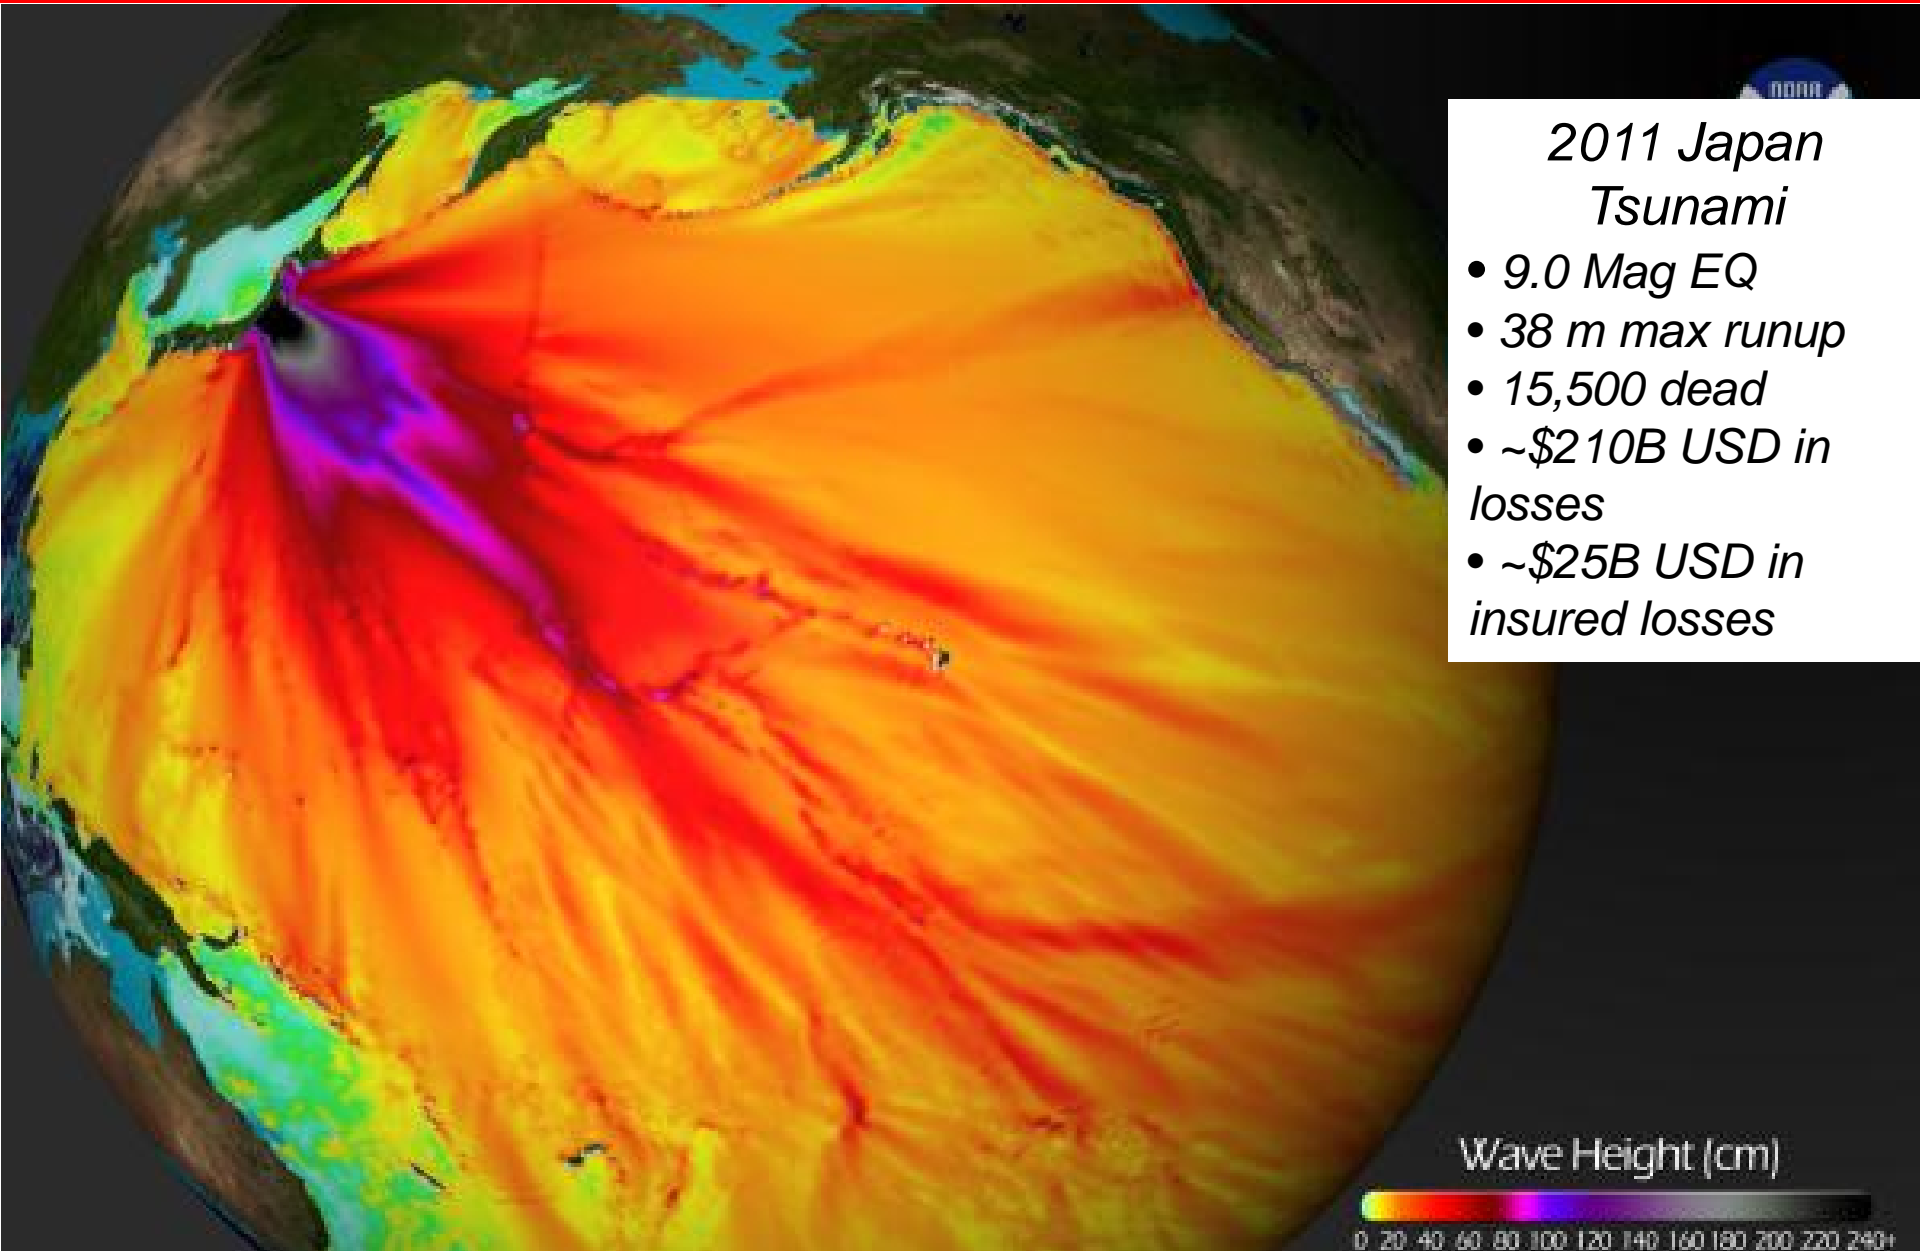 NOAA
2011 Japan
Tsunami
• 9.0 Mag EQ
• 38 m max runup
• 15,500 dead
• ~$210B USD in
losses
• ~$25B USD in
insured losses
Wave Height (cm)
0 20 40 60 80 100 120 140 160 180 200 220 240+